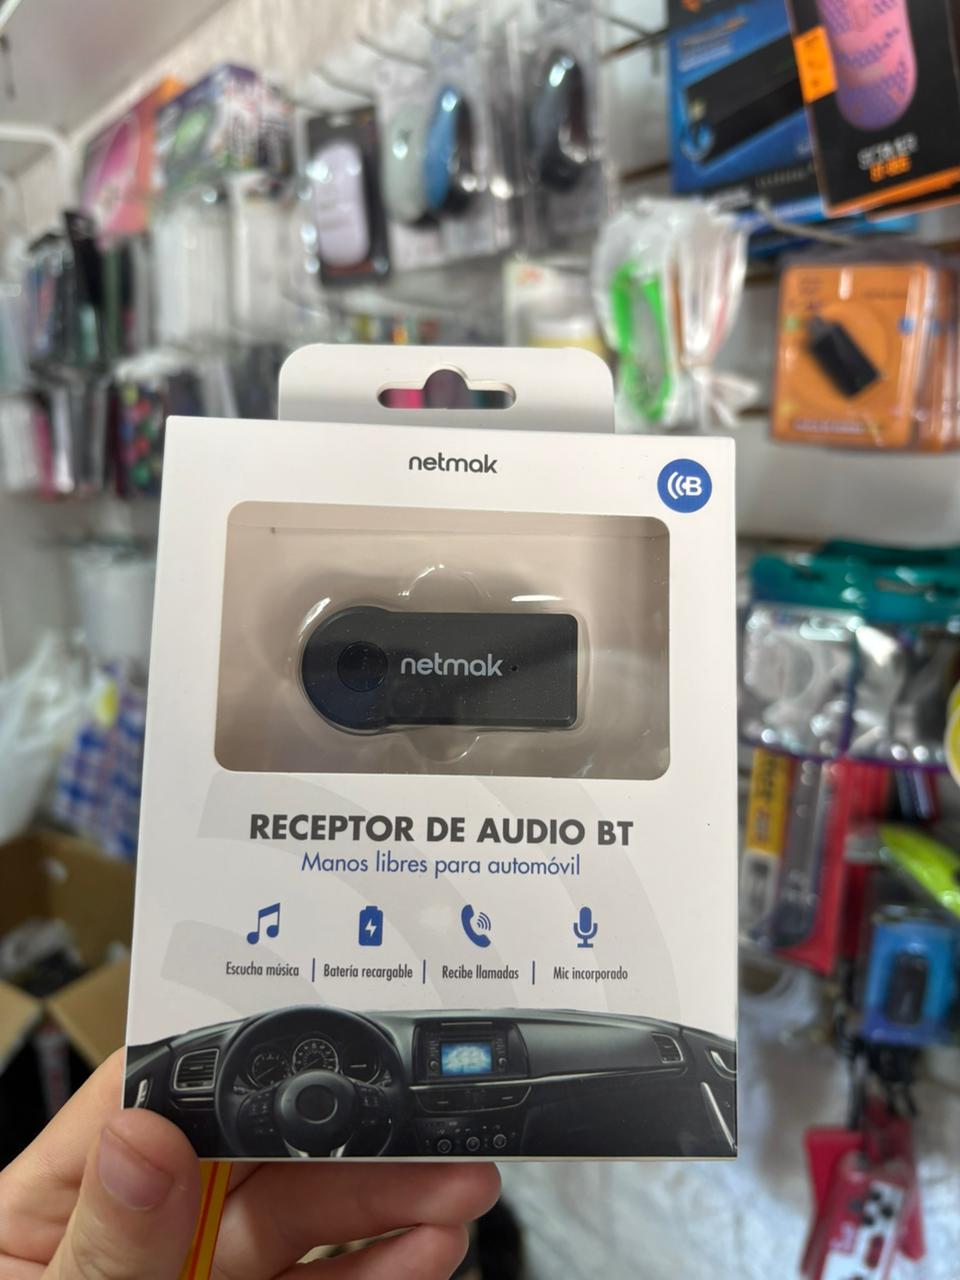 netmak
netmak
RECEPTOR DE AUDIO BT
Manos libres para automóvil
Escucha música
Batería recargable
Recibe llamadas
Mic incorporado